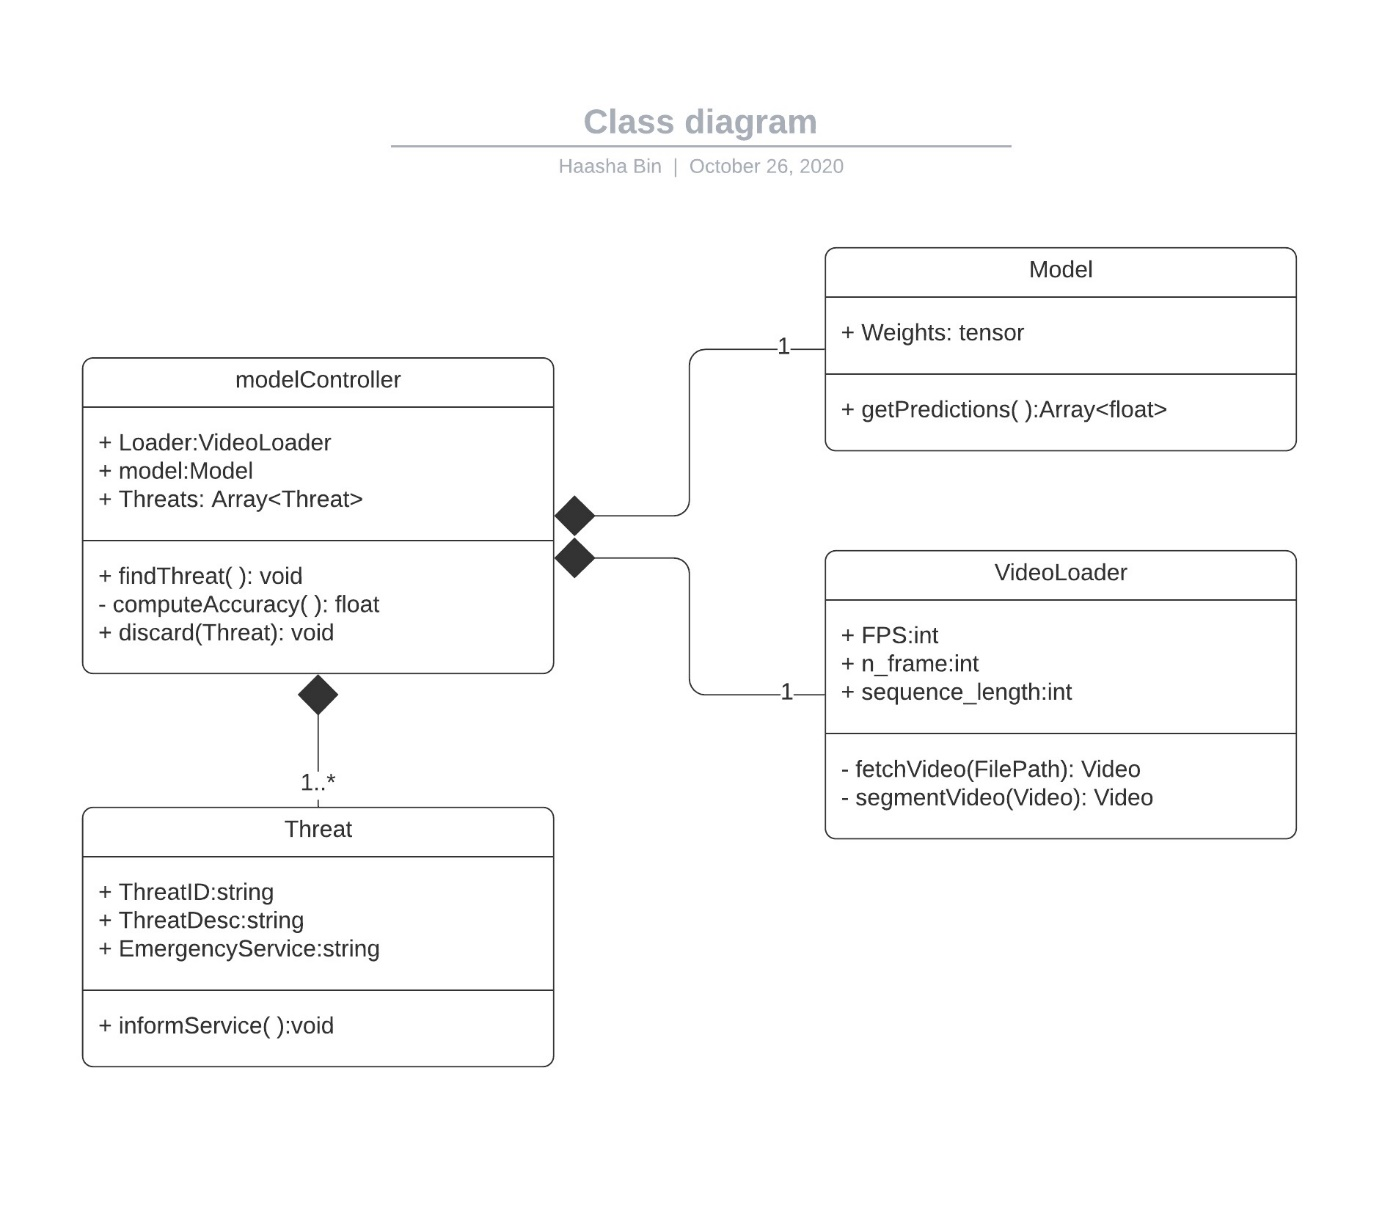 Class diagram
Haasha Bin | October 26, 2020
modelController
+ Loader:VideoLoader
+ model:Model
+ Threats: Array<Threat>
+ findThreat( ): void
- computeAccuracy( ): float
+ discard(Threat): void
1
Model
+ Weights: tensor
+ getPredictions( ):Array<float>
1
VideoLoader
+ FPS:int
+ n_frame:int
+ sequence_length:int
- fetchVideo(FilePath): Video
- segmentVideo(Video): Video
1..*
Threat
+ ThreatID:string
+ ThreatDesc:string
+ EmergencyService:string
+ informService( ):void